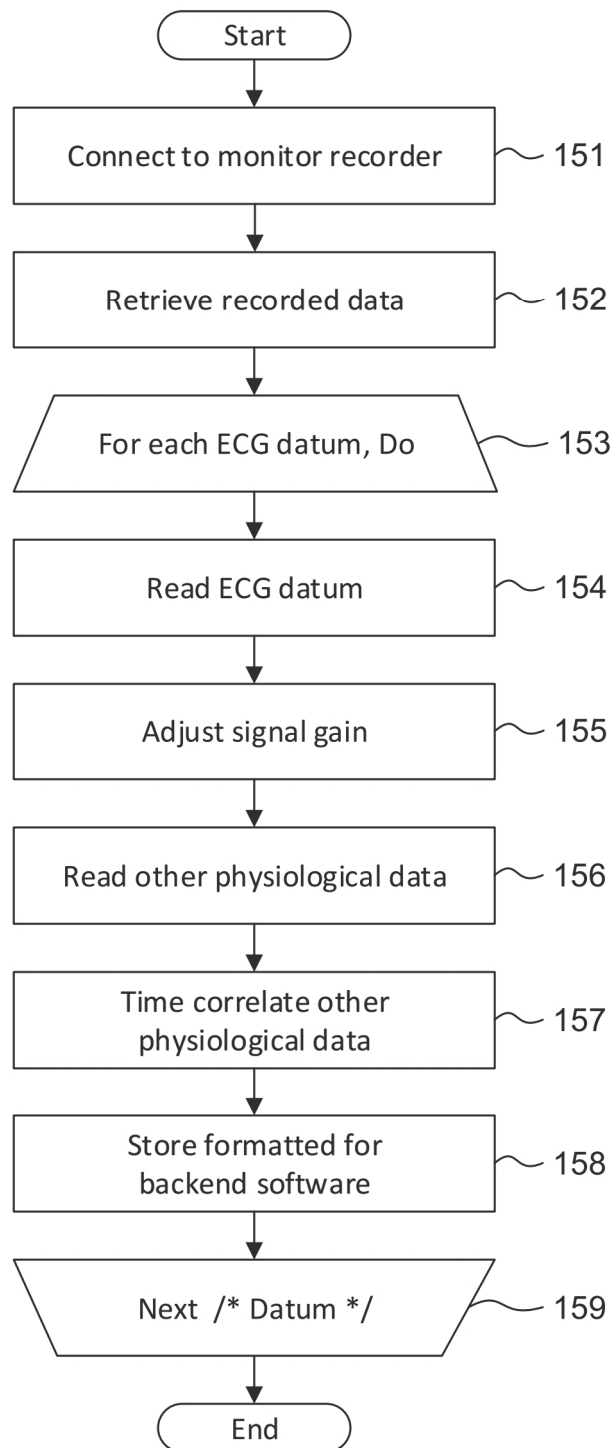 Start
Connect to monitor recorder
151
Retrieve recorded data
152
For each ECG datum, Do
153
Read ECG datum
154
Adjust signal gain
155
Read other physiological data
156
Time correlate other
physiological data
157
Store formatted for
backend software
158
Next /* Datum */
159
End